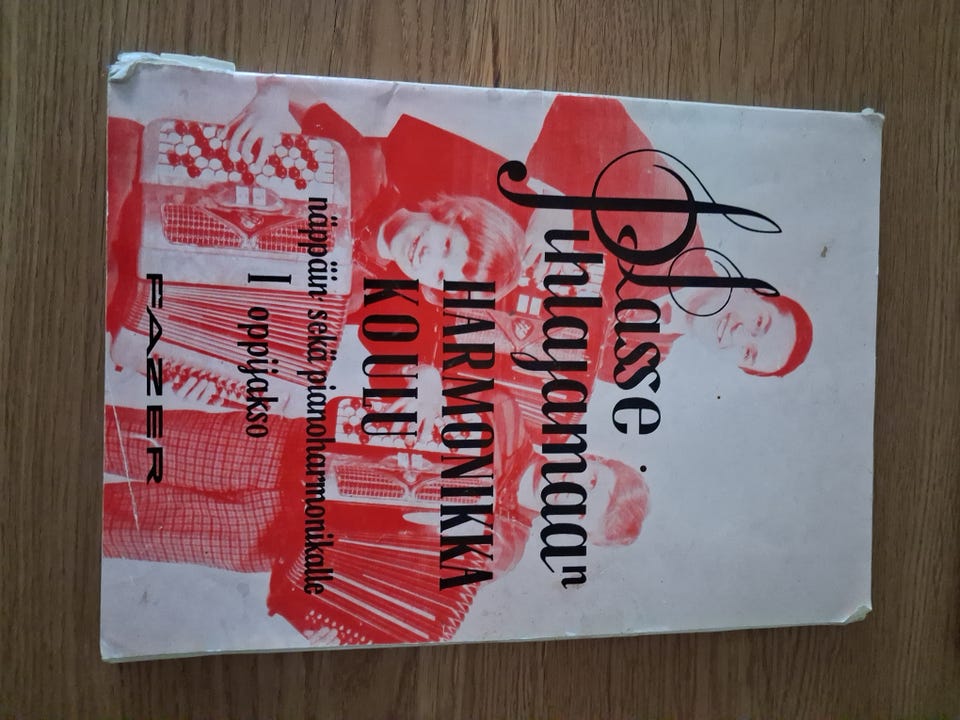 Lasse
Pihlajamaan
HARMONIKKA
KOULU
näppäin- sekä pianoharmonikalle
I oppijakso
FAZER